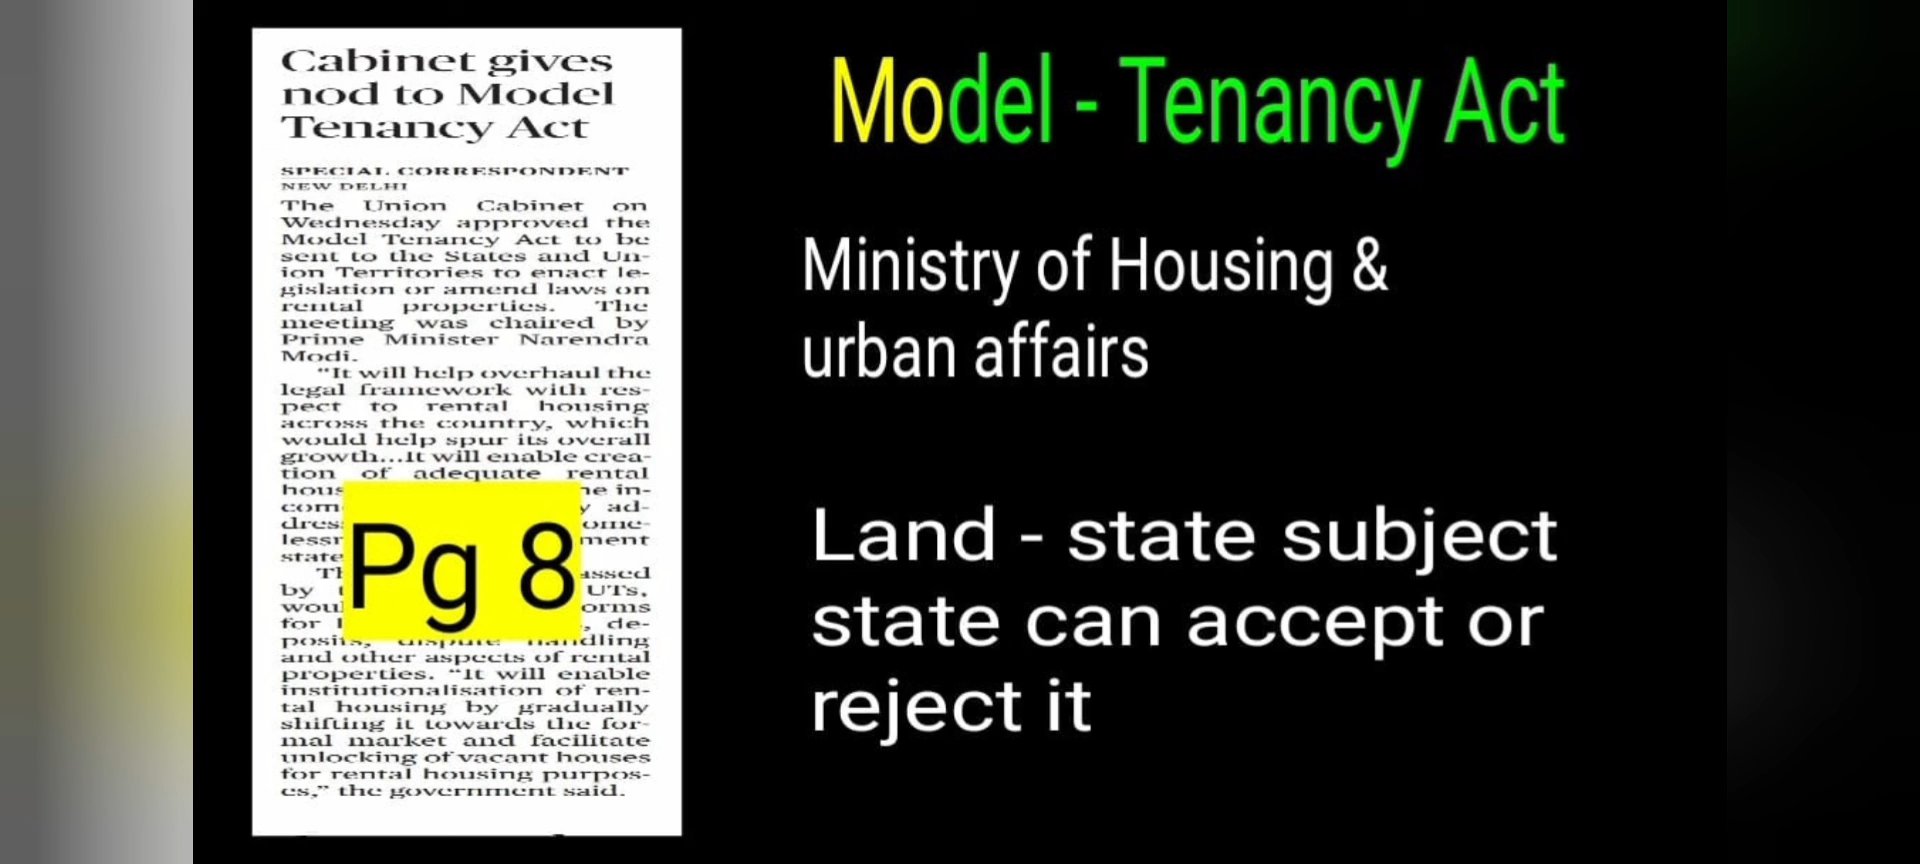 Cabinet gives
nod to Model
Tenancy Act
SPECIAL CORRESPONDENT
NEW DELHI
The Union Cabinet on
Wednesday approved the
Model Tenancy Act to be
sent to the States and Un-
ion Territories to enact le-
gislation or amend laws on
rental properties. The
meeting was chaired by
Prime Minister Narendra
Modi.
"It will help overhaul the
legal framework with res-
pect to rental housing
across the country, which
would help spur its overall
growth...It will enable crea-
tion of adequate rental
in-
ad-
posits, dispute handling
and other aspects of rental
properties. "It will enable
institutionalisation of ren-
tal housing by gradually
shifting it towards the for-
mal market and facilitate
unlocking of vacant houses
for rental housing purpos-
es," the government said.
Pg 8
Model - Tenancy Act
Ministry of Housing &
urban affairs
Land - state subject
state can accept or
reject it